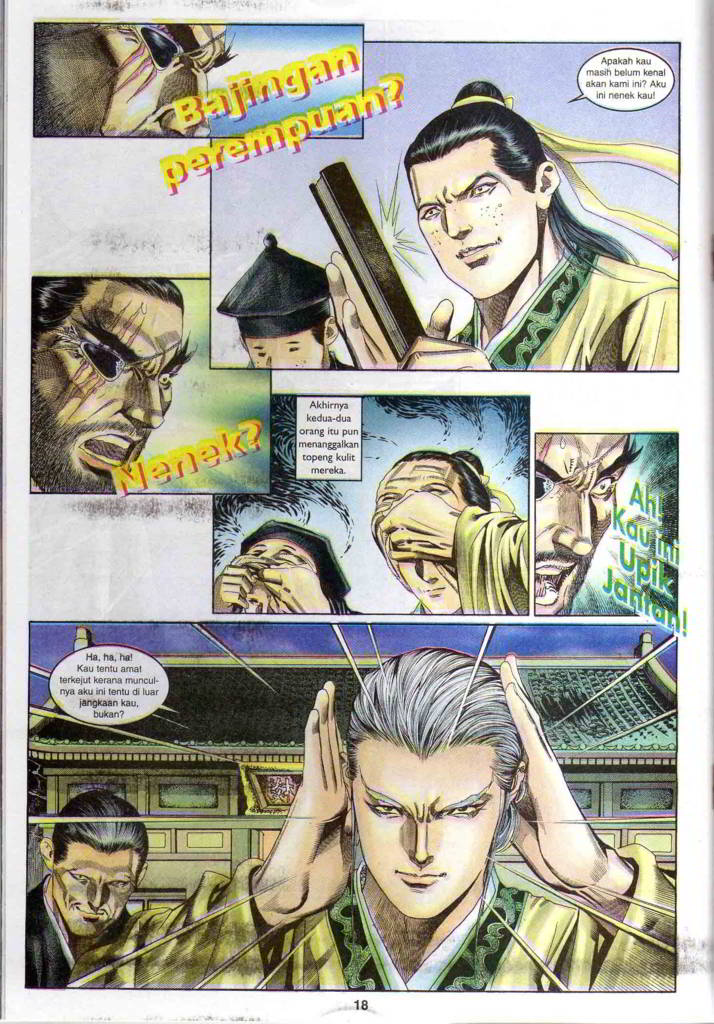 Bajingan
perempuan?
Apakah kau
masih belum kenal
akan kami ini? Aku
ini nenek kau!
Nenek?
Akhirnya
kedua-dua
orang itu pun
menanggalkan
topeng kulit
mereka.
Ah!
Kau ini
Upik
Jantan!
Ha, ha, ha!
Kau tentu amat
terkejut kerana muncul-
nya aku ini tentu di luar
jangkaan kau,
bukan?
18